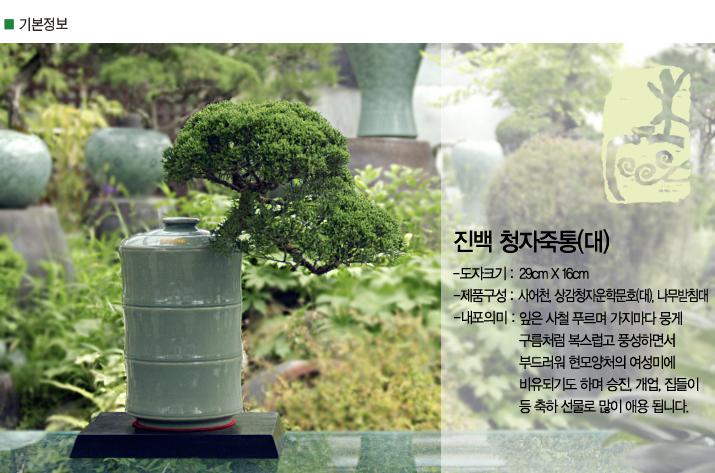 기본정보
진백 청자죽통(대)
-도자크기 : 29cm X 16cm
-제품구성 : 사어천, 상감청자운학문호(대), 나무받침대
-내포의미 : 잎은 사철 푸르며 가지마다 뭉게
구름처럼 복스럽고 풍성하면서
부드러워 현모양처의 여성미에
비유되기도 하며 승진, 개업, 집들이
등 축하 선물로 많이 애용 됩니다.